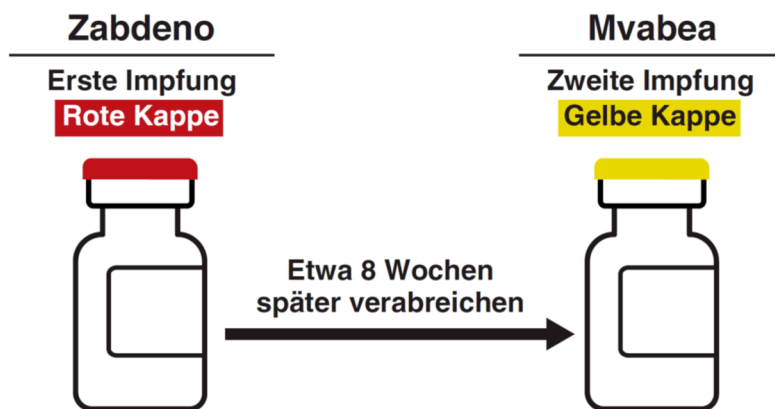 Zabdeno
Erste Impfung
Rote Kappe
Etwa 8 Wochen
später verabreichen
Mvabea
Zweite Impfung
Gelbe Kappe